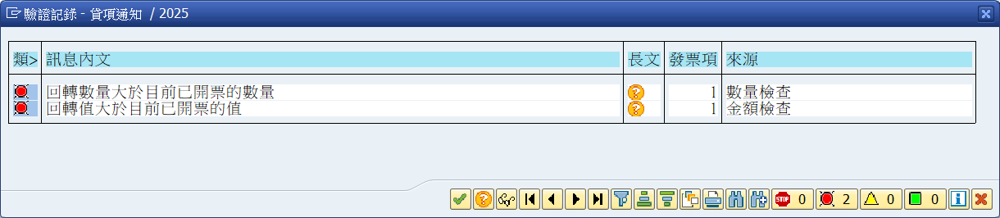 驗證記錄 - 貸項通知 / 2025
類> 訊息內文 長文 發票項 來源
回轉數量大於目前已開票的數量 1 數量檢查
回轉值大於目前已開票的值 1 金額檢查
STOP 0 2 0 0